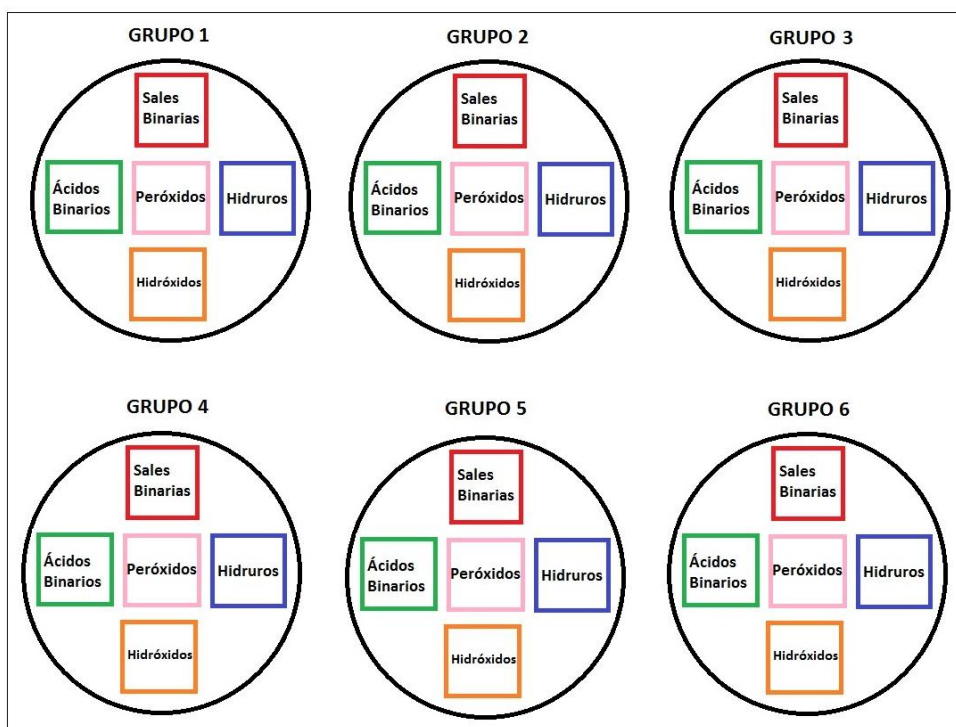 GRUPO 1
Sales
Binarias
Ácidos
Binarios
Peróxidos
Hidruros
Hidróxidos
GRUPO 2
Sales
Binarias
Ácidos
Binarios
Peróxidos
Hidruros
Hidróxidos
GRUPO 3
Sales
Binarias
Ácidos
Binarios
Peróxidos
Hidruros
Hidróxidos
GRUPO 4
Sales
Binarias
Ácidos
Binarios
Peróxidos
Hidruros
Hidróxidos
GRUPO 5
Sales
Binarias
Ácidos
Binarios
Peróxidos
Hidruros
Hidróxidos
GRUPO 6
Sales
Binarias
Ácidos
Binarios
Peróxidos
Hidruros
Hidróxidos